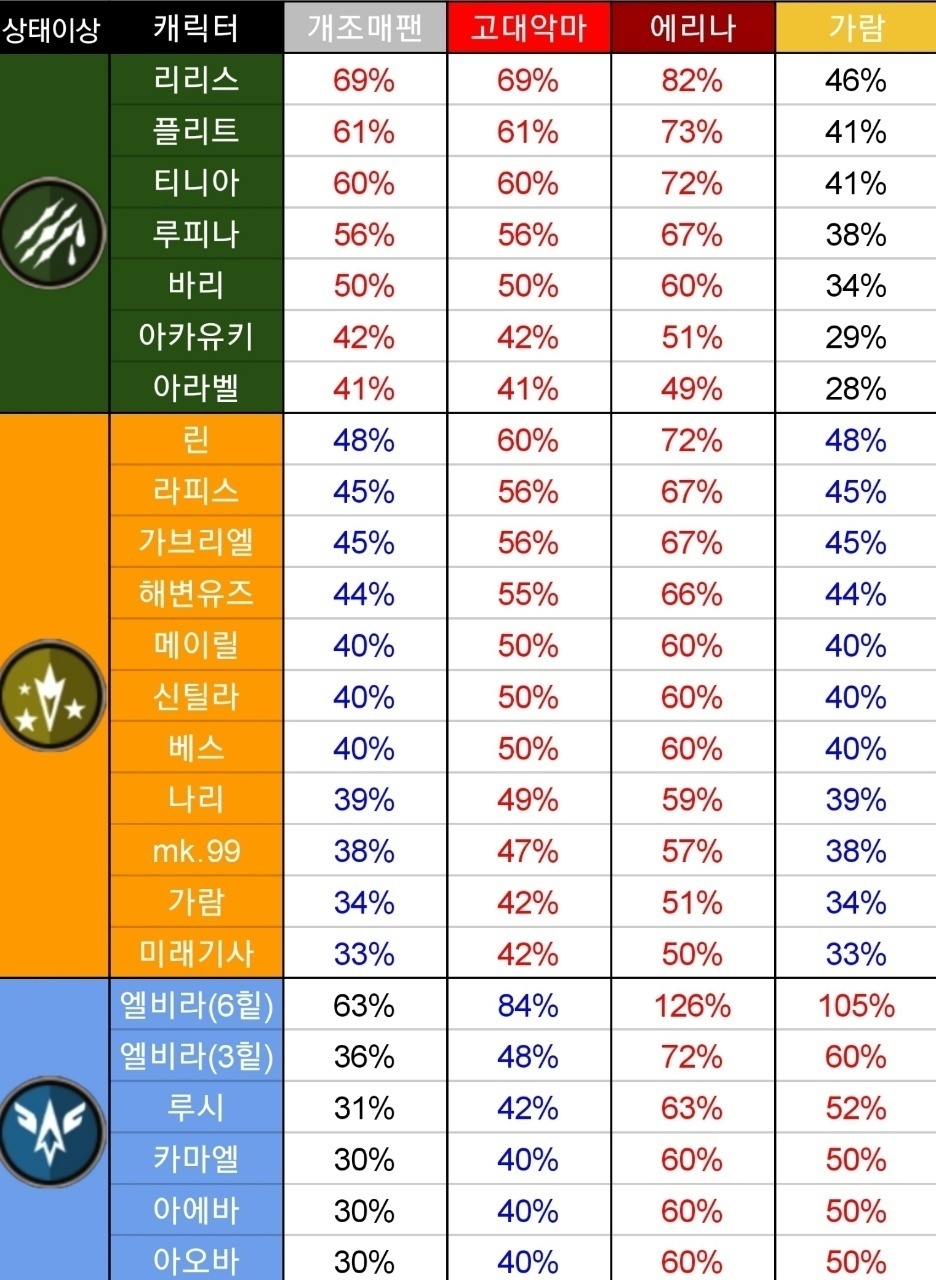 상태이상 캐릭터 개조매팬 고대악마 에리나 가람
리리스 69% 69% 82% 46%
플리트 61% 61% 73% 41%
티니아 60% 60% 72% 41%
루피나 56% 56% 67% 38%
바리 50% 50% 60% 34%
아카유키 42% 42% 51% 29%
아라벨 41% 41% 49% 28%
린 48% 60% 72% 48%
라피스 45% 56% 67% 45%
가브리엘 45% 56% 67% 45%
해변유즈 44% 55% 66% 44%
메이릴 40% 50% 60% 40%
신틸라 40% 50% 60% 40%
베스 40% 50% 60% 40%
나리 39% 49% 59% 39%
mk.99 38% 47% 57% 38%
가람 34% 42% 51% 34%
미래기사 33% 42% 50% 33%
엘비라(6힡) 63% 84% 126% 105%
엘비라(3힡) 36% 48% 72% 60%
루시 31% 42% 63% 52%
카마엘 30% 40% 60% 50%
아에바 30% 40% 60% 50%
아오바 30% 40% 60% 50%